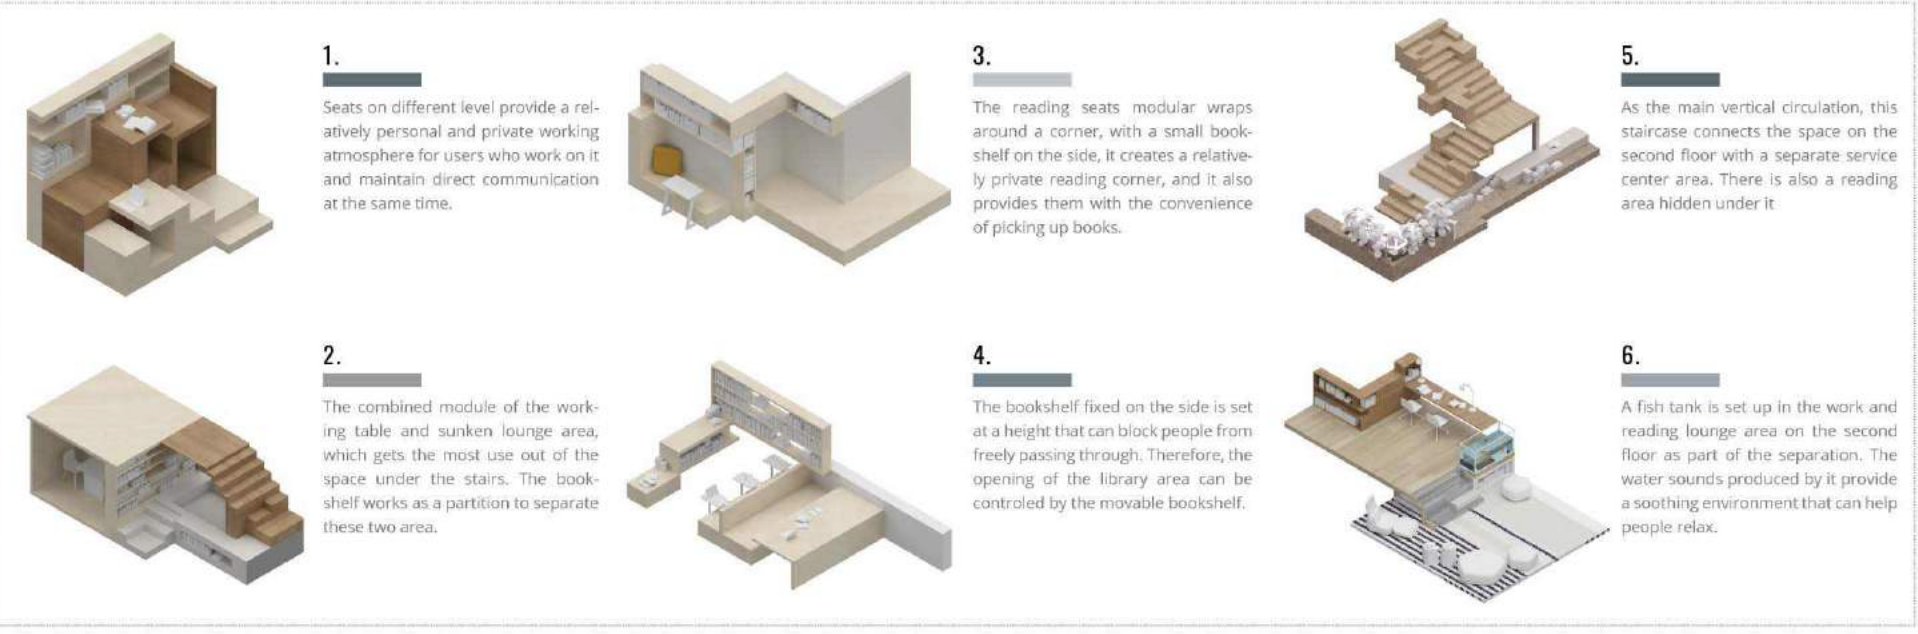 1.
Seats on different level provide a rel-
atively personal and private working
atmosphere for users who work on it
and maintain direct communication
at the same time.
2.
The combined module of the work-
ing table and sunken lounge area,
which gets the most use out of the
space under the stairs. The book-
shelf works as a partition to separate
these two area.
3.
The reading seats modular wraps
around a corner, with a small book-
shelf on the side, it creates a relative-
ly private reading corner, and it also
provides them with the convenience
of picking up books.
4.
The bookshelf fixed on the side is set
at a height that can block people from
freely passing through. Therefore, the
opening of the library area can be
controled by the movable bookshelf.
5.
As the main vertical circulation, this
staircase connects the space on the
second floor with a separate service
center area. There is also a reading
area hidden under it
6.
A fish tank is set up in the work and
reading lounge area on the second
floor as part of the separation. The
water sounds produced by it provide
a soothing environment that can help
people relax.